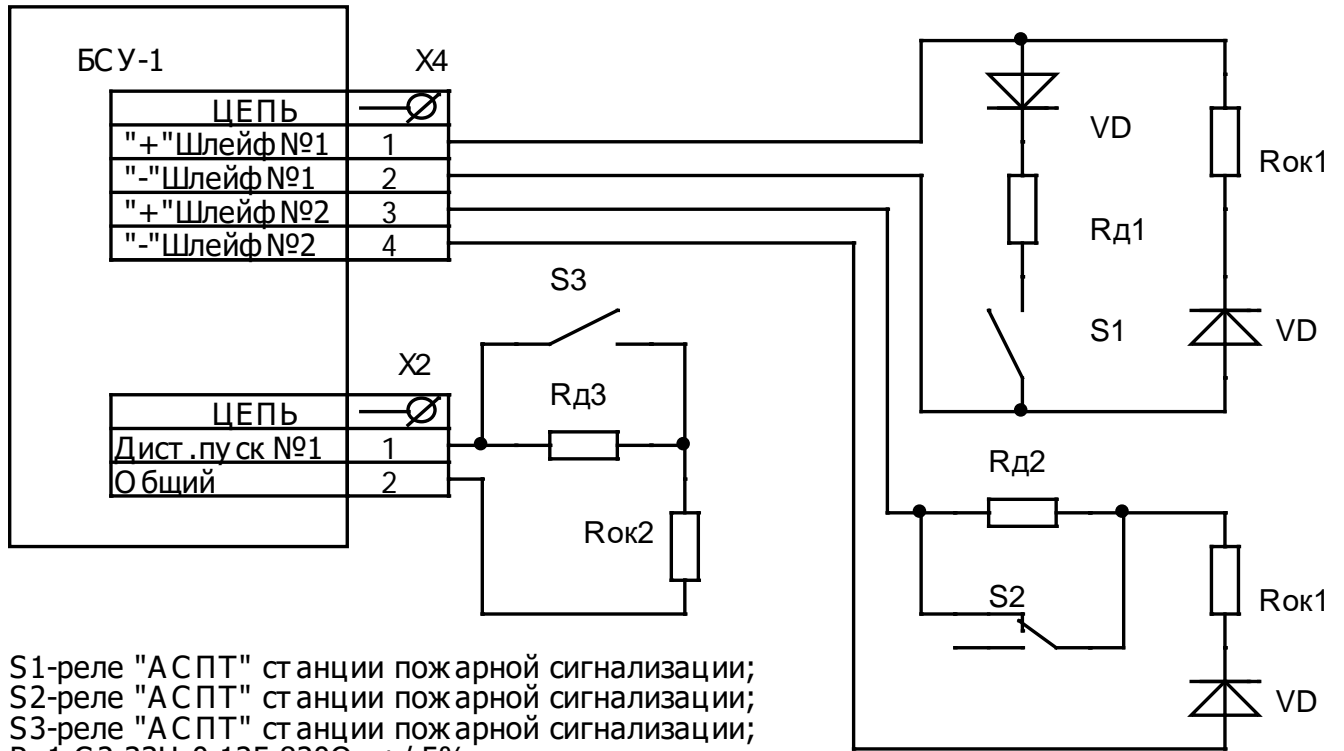 БСУ-1
X4
ЦЕПЬ
"+"Шлейф №1 1
"-"Шлейф №1 2
"+"Шлейф №2 3
"-"Шлейф №2 4
VD
Rок1
Rд1
S1
VD
S3
X2
ЦЕПЬ
Дист.пуск №1 1
Общий 2
Rд3
Rок2
Rд2
S2
Rок1
VD
S1-реле "АСПТ" станции пожарной сигнализации;
S2-реле "АСПТ" станции пожарной сигнализации;
S3-реле "АСПТ" станции пожарной сигнализации;